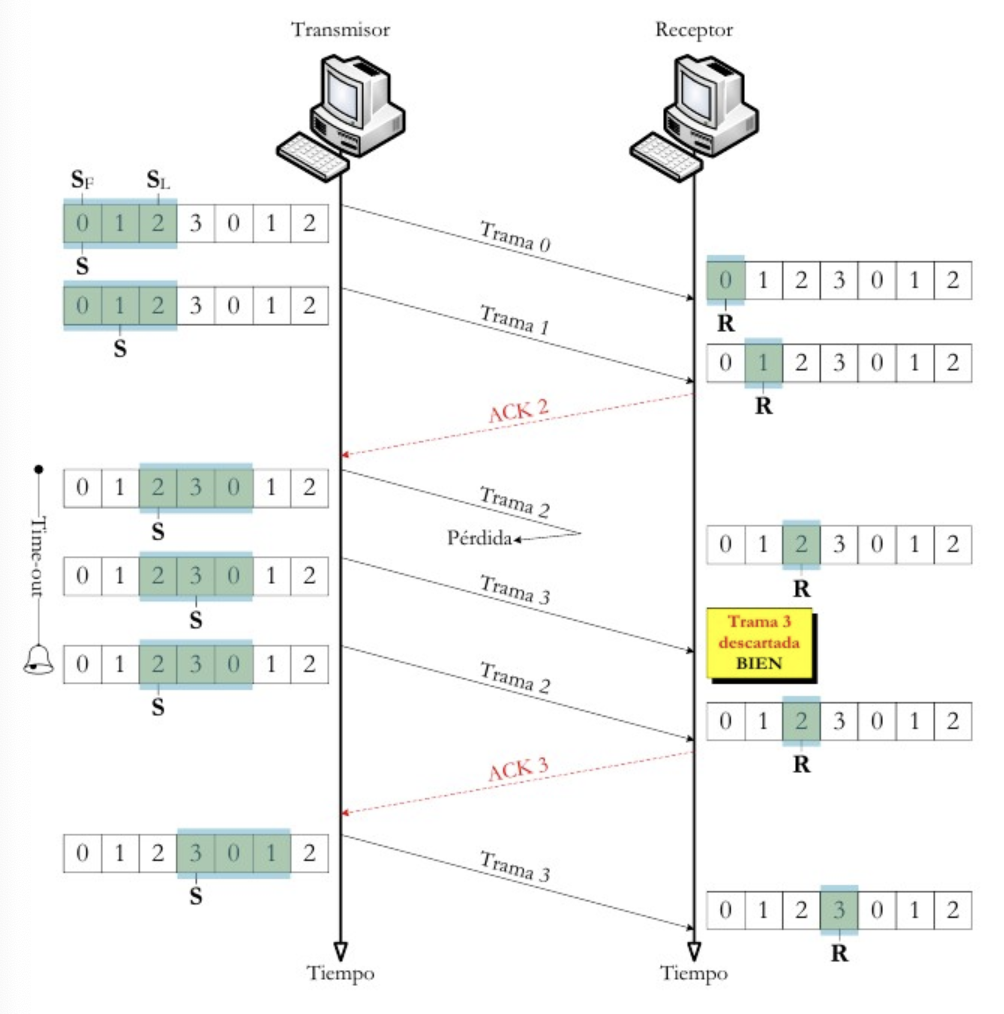 Transmisor
Receptor
S_F S_L
0 1 2 3 0 1 2
S
Trama 0
0 1 2 3 0 1 2
R
0 1 2 3 0 1 2
S
Trama 1
0 1 2 3 0 1 2
R
ACK 2
Time-out
0 1 2 3 0 1 2
S
Trama 2
Pérdida
0 1 2 3 0 1 2
R
0 1 2 3 0 1 2
S
Trama 3
Trama 3
descartada
BIEN
0 1 2 3 0 1 2
S
Trama 2
0 1 2 3 0 1 2
R
ACK 3
0 1 2 3 0 1 2
S
Trama 3
0 1 2 3 0 1 2
R
Tiempo
Tiempo